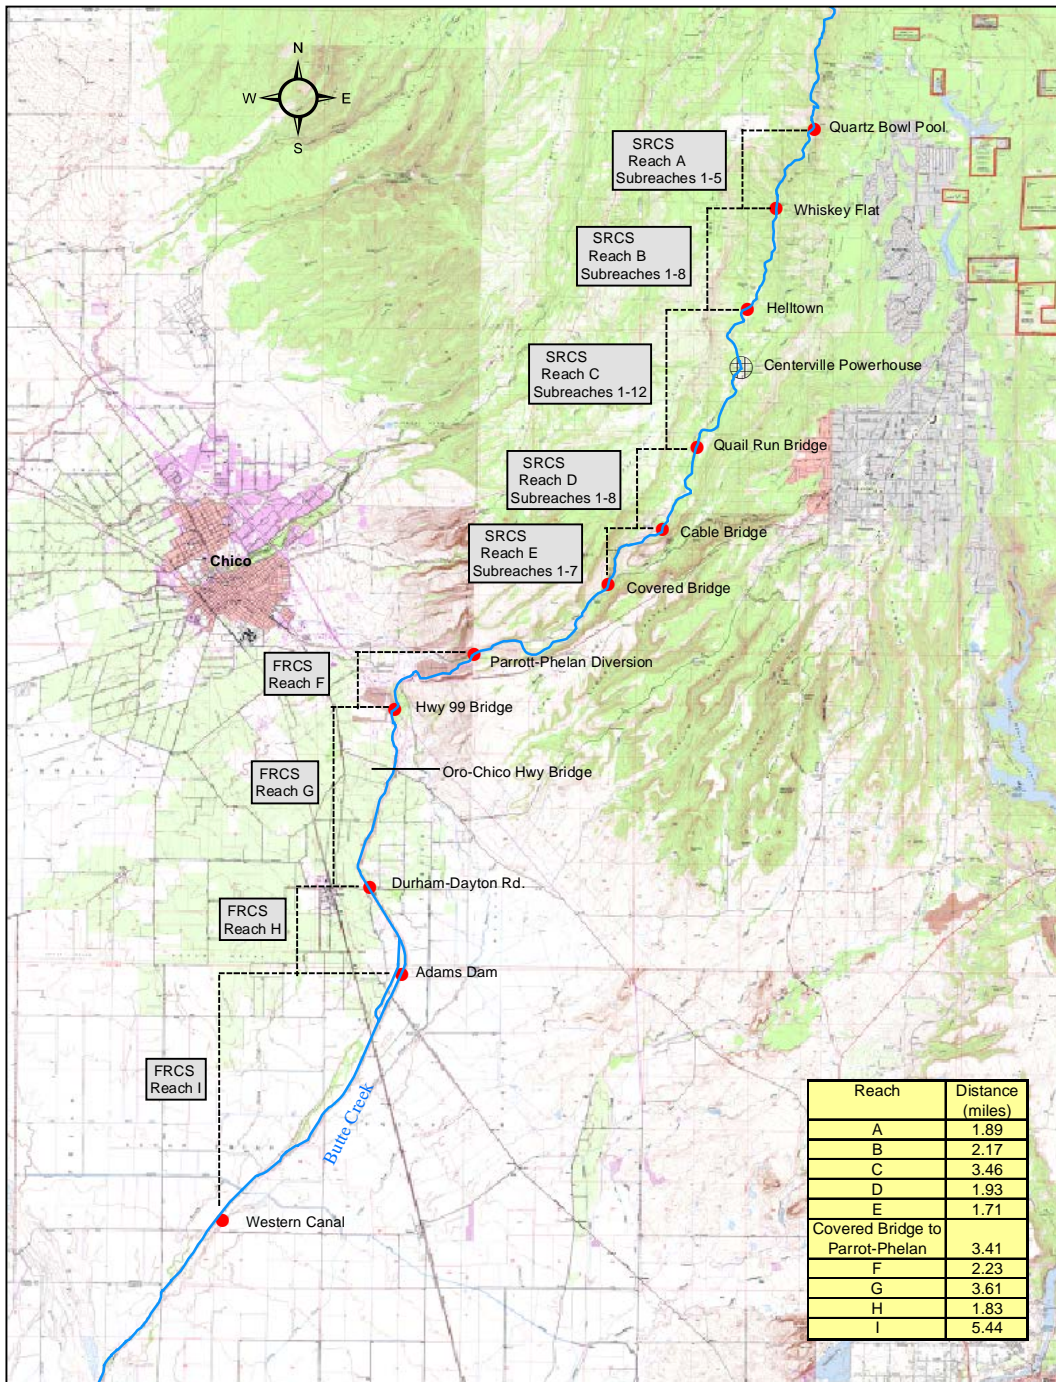 N
W E
S
Quartz Bowl Pool
SRCS
Reach A
Subreaches 1-5
Whiskey Flat
SRCS
Reach B
Subreaches 1-8
Helltown
SRCS
Reach C
Subreaches 1-12
Centerville Powerhouse
Quail Run Bridge
SRCS
Reach D
Subreaches 1-8
Cable Bridge
SRCS
Reach E
Subreaches 1-7
Chico
Covered Bridge
FRCS
Reach F
Parrott-Phelan Diversion
Hwy 99 Bridge
FRCS
Reach G
Oro-Chico Hwy Bridge
Durham-Dayton Rd.
FRCS
Reach H
Adams Dam
FRCS
Reach I
Butte Creek
Western Canal
Reach Distance
(miles)
A 1.89
B 2.17
C 3.46
D 1.93
E 1.71
Covered Bridge to
Parrot-Phelan 3.41
F 2.23
G 3.61
H 1.83
I 5.44